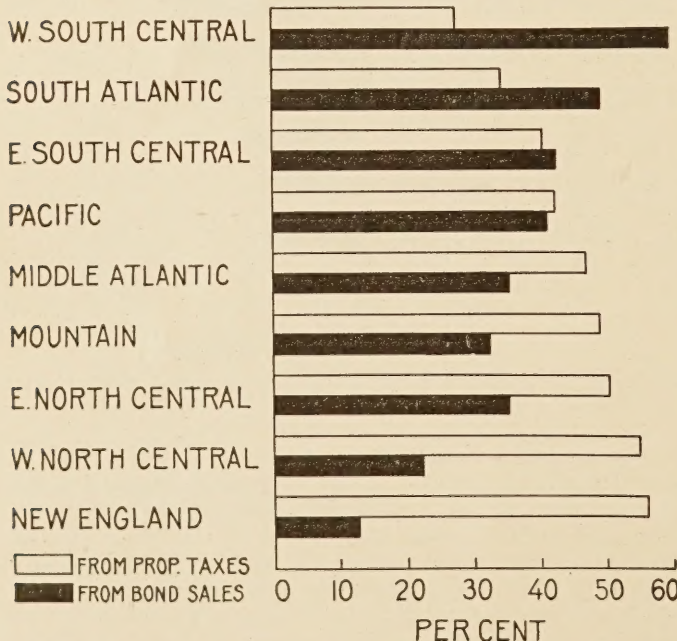 W. SOUTH CENTRAL
SOUTH ATLANTIC
E. SOUTH CENTRAL
PACIFIC
MIDDLE ATLANTIC
MOUNTAIN
E. NORTH CENTRAL
W. NORTH CENTRAL
NEW ENGLAND
FROM PROP. TAXES
FROM BOND SALES
0 10 20 30 40 50 60
PER CENT